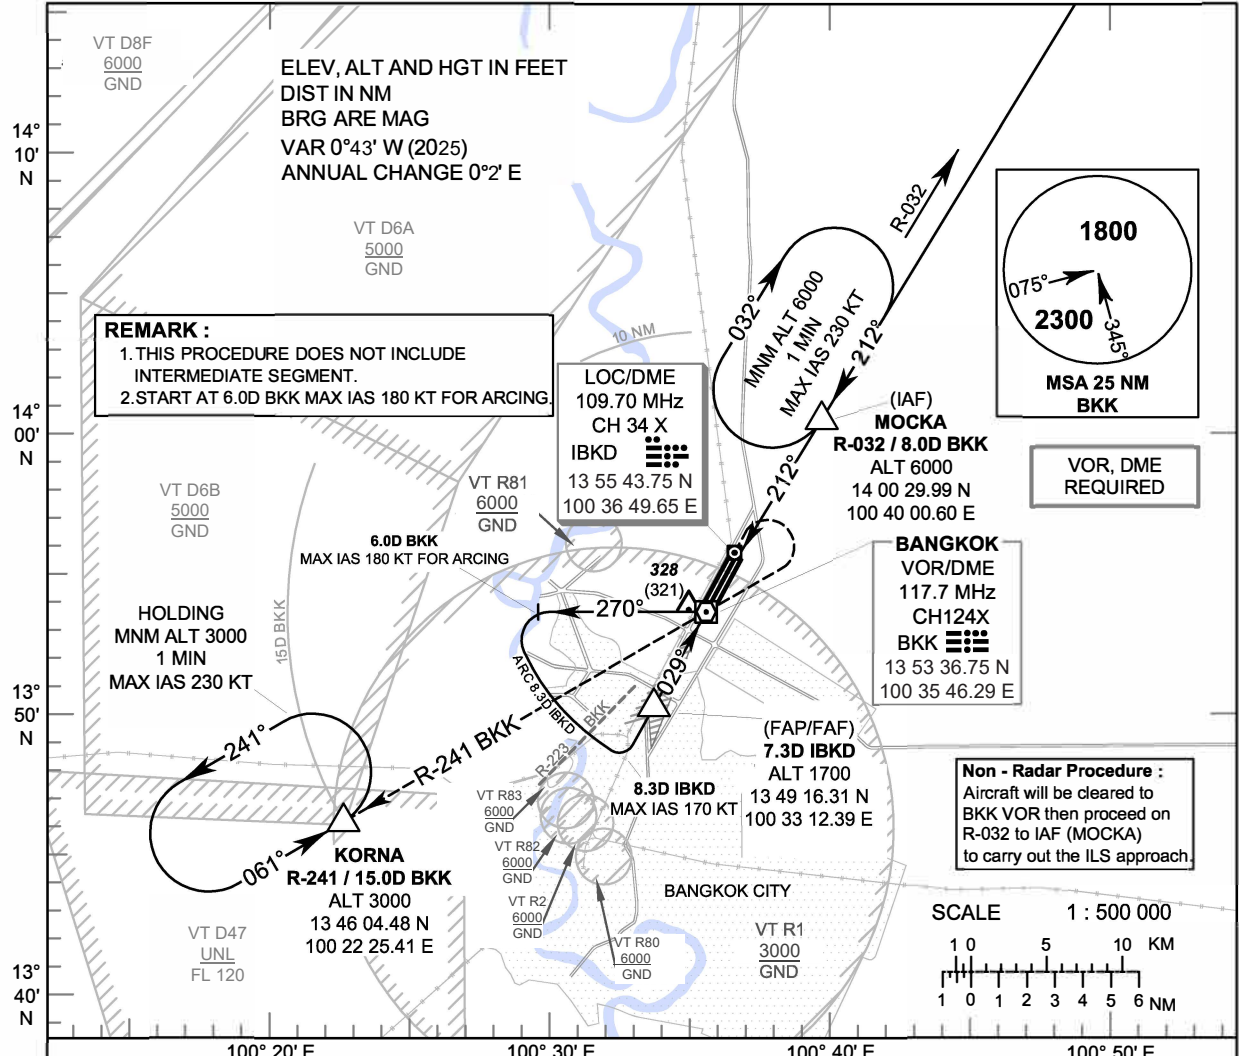 VT D8F
6000
GND
ELEV, ALT AND HGT IN FEET
DIST IN NM
BRG ARE MAG
VAR 0°43' W (2025)
ANNUAL CHANGE 0°2' E
14°
10'
N
VT D6A
5000
GND
R-032
1800
075°
2300
345°
MSA 25 NM
BKK
REMARK :
1. THIS PROCEDURE DOES NOT INCLUDE
INTERMEDIATE SEGMENT.
2. START AT 6.0D BKK MAX IAS 180 KT FOR ARCING.
10 NM
032°
MNM ALT 6000
1 MIN
MAX IAS 230 KT
212°
LOC/DME
109.70 MHz
CH 34 X
IBKD
13 55 43.75 N
100 36 49.65 E
(IAF)
MOCKA
R-032 / 8.0D BKK
ALT 6000
14 00 29.99 N
100 40 00.60 E
VOR, DME
REQUIRED
14°
00'
N
212°
VT D6B
5000
GND
VT R81
6000
GND
6.0D BKK
MAX IAS 180 KT FOR ARCING
328
(321)
BANGKOK
VOR/DME
117.7 MHz
CH124X
BKK
13 53 36.75 N
100 35 46.29 E
270°
HOLDING
MNM ALT 3000
1 MIN
MAX IAS 230 KT
15D BKK
029°
ARC 8.3D IBKD
13°
50'
N
241°
R-241 BKK
R-223 BKK
(FAP/FAF)
7.3D IBKD
ALT 1700
13 49 16.31 N
100 33 12.39 E
8.3D IBKD
MAX IAS 170 KT
Non - Radar Procedure :
Aircraft will be cleared to
BKK VOR then proceed on
R-032 to IAF (MOCKA)
to carry out the ILS approach.
VT R83
6000
GND
VT R82
6000
GND
VT R2
6000
GND
VT R80
6000
GND
061°
KORNA
R-241 / 15.0D BKK
ALT 3000
13 46 04.48 N
100 22 25.41 E
BANGKOK CITY
VT R1
3000
GND
VT D47
UNL
FL 120
SCALE 1 : 500 000
1 0 5 10 KM
1 0 1 2 3 4 5 6 NM
13°
40'
N
100° 20' E
100° 30' E
100° 40' E
100° 50' E